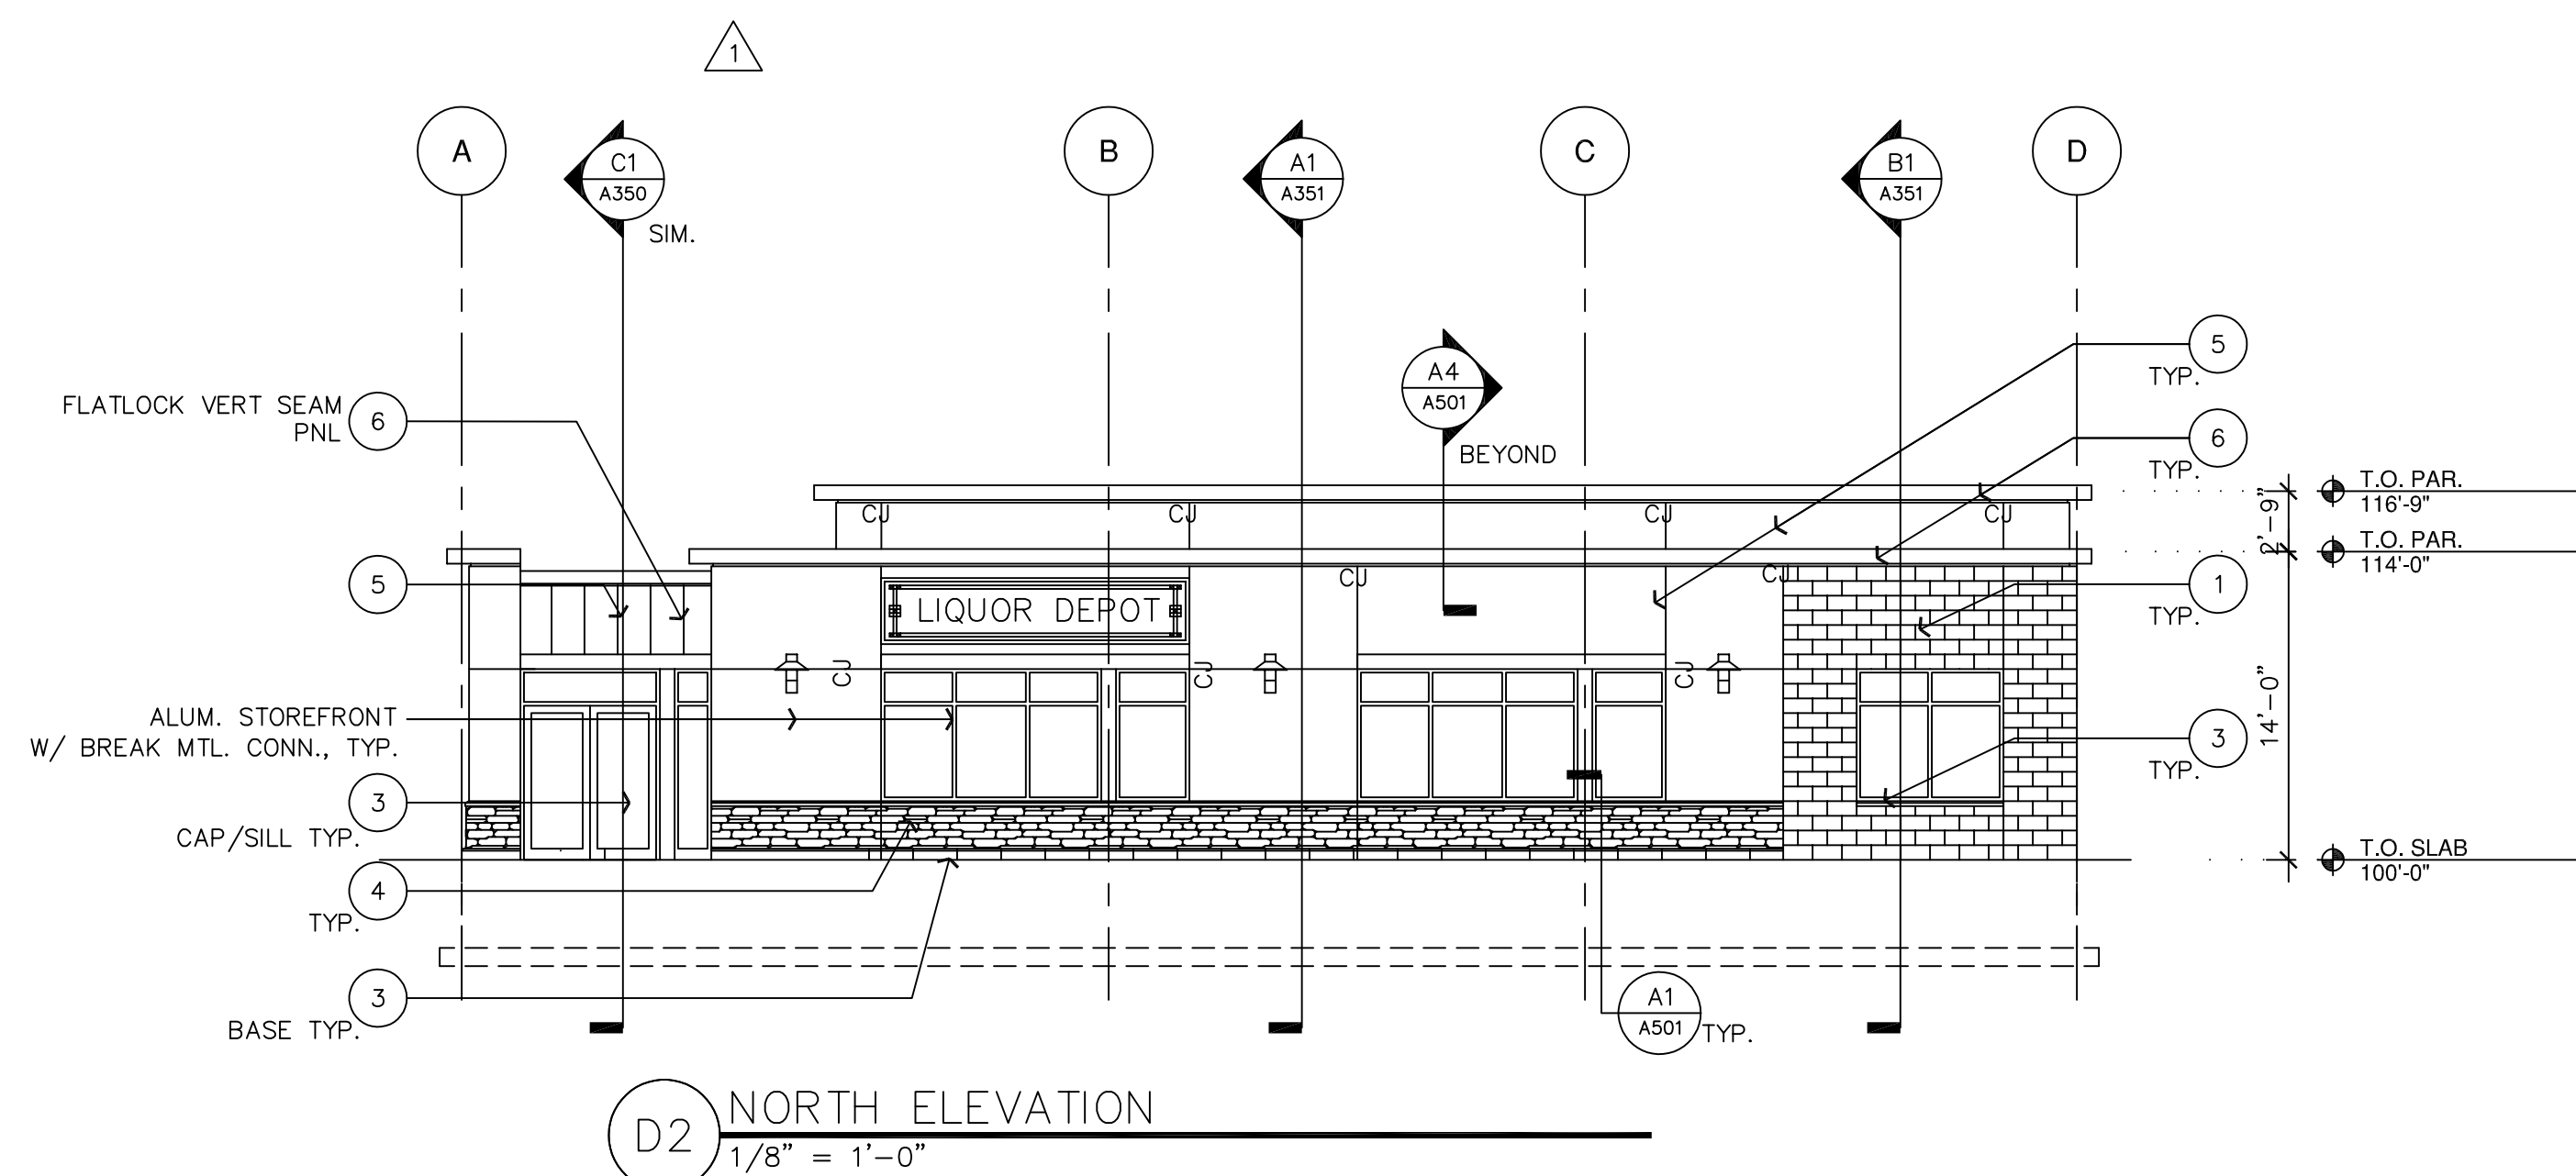 1
A
C1
A350
SIM.
B
A1
A351
C
B1
A351
D
A4
A501
BEYOND
5
TYP.
6
TYP.
FLATLOCK VERT SEAM
PNL
6
T.O. PAR.
116'-9"
2'-9"
T.O. PAR.
114'-0"
CJ
CJ
CJ
CJ
CJ
CJ
5
LIQUOR DEPOT
1
TYP.
CJ
CJ
CJ
14'-0"
ALUM. STOREFRONT
W/ BREAK MTL. CONN., TYP.
3
TYP.
3
CAP/SILL TYP.
T.O. SLAB
100'-0"
4
TYP.
3
BASE TYP.
A1
A501
TYP.
D2
NORTH ELEVATION
1/8" = 1'-0"